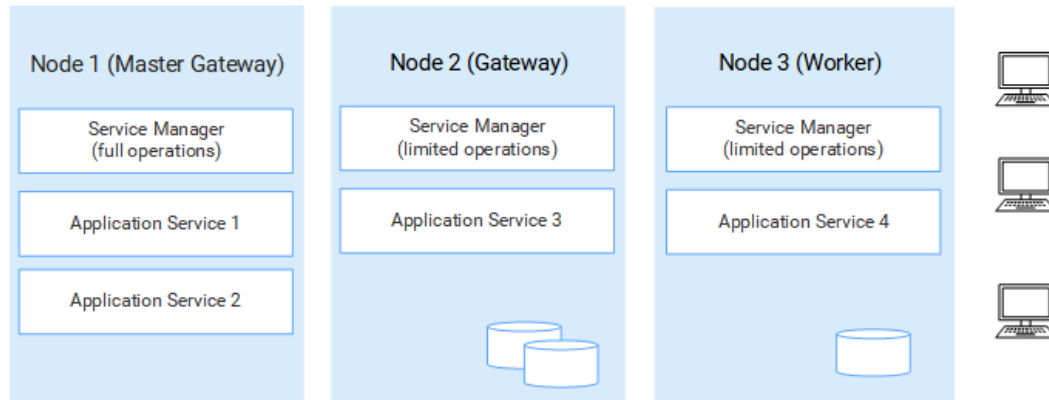 Node 1 (Master Gateway)
Service Manager
(full operations)
Application Service 1
Application Service 2
Node 2 (Gateway)
Service Manager
(limited operations)
Application Service 3
Node 3 (Worker)
Service Manager
(limited operations)
Application Service 4